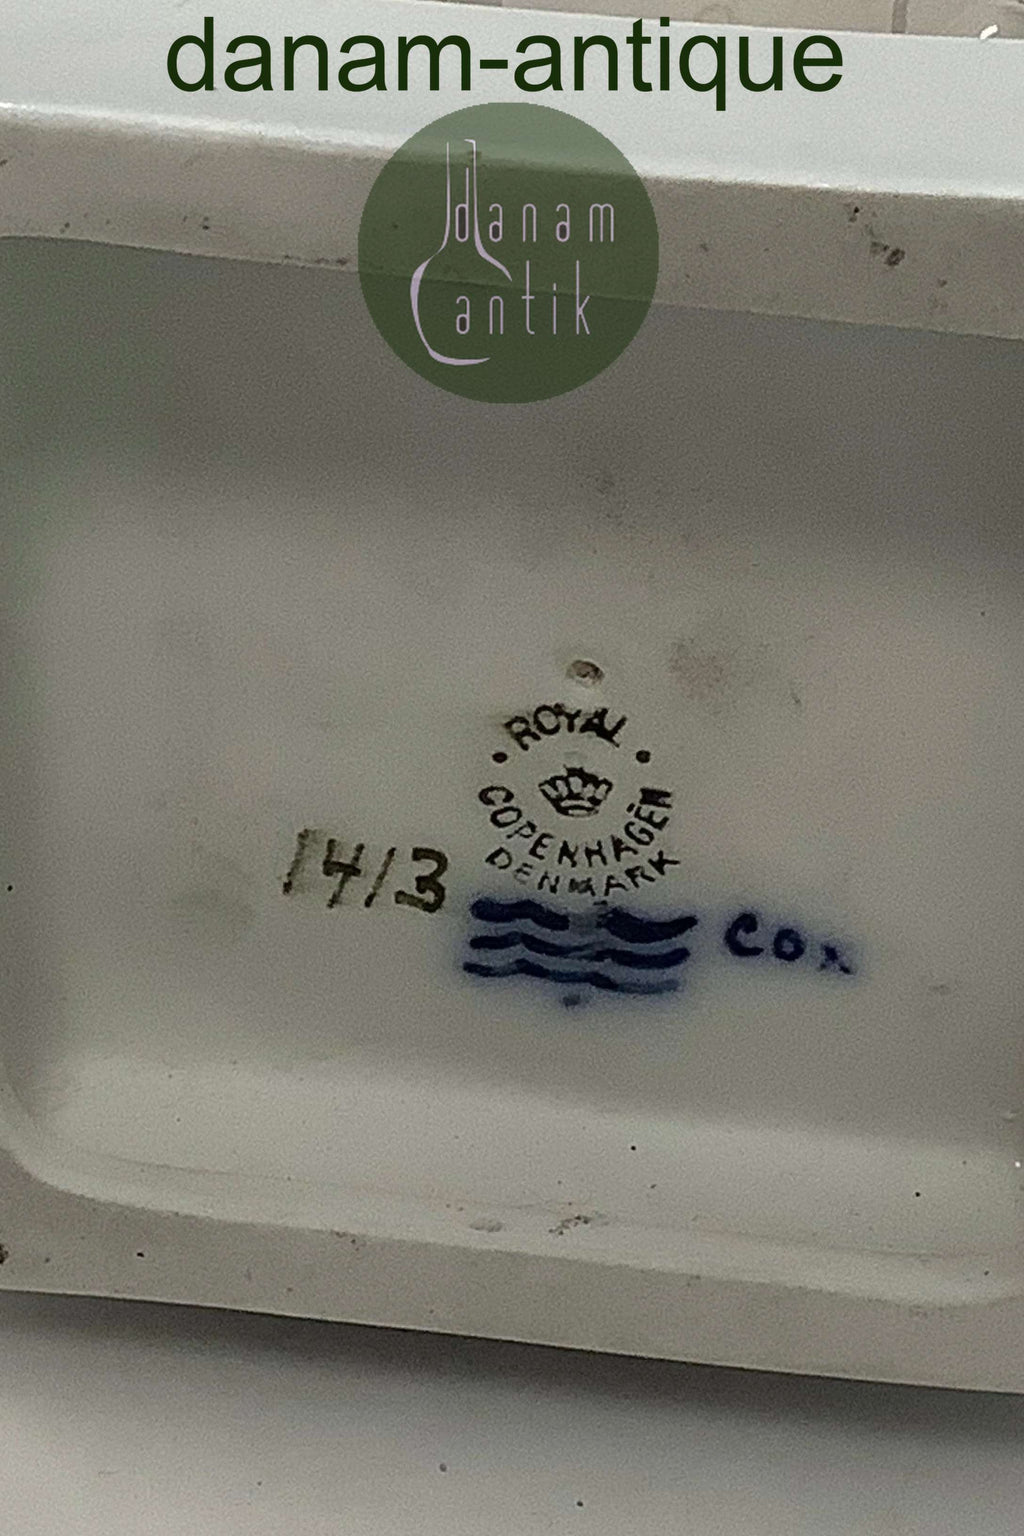 danam-antique
danam
antik
ROYAL
COPENHAGEN
DENMARK
1413
cox